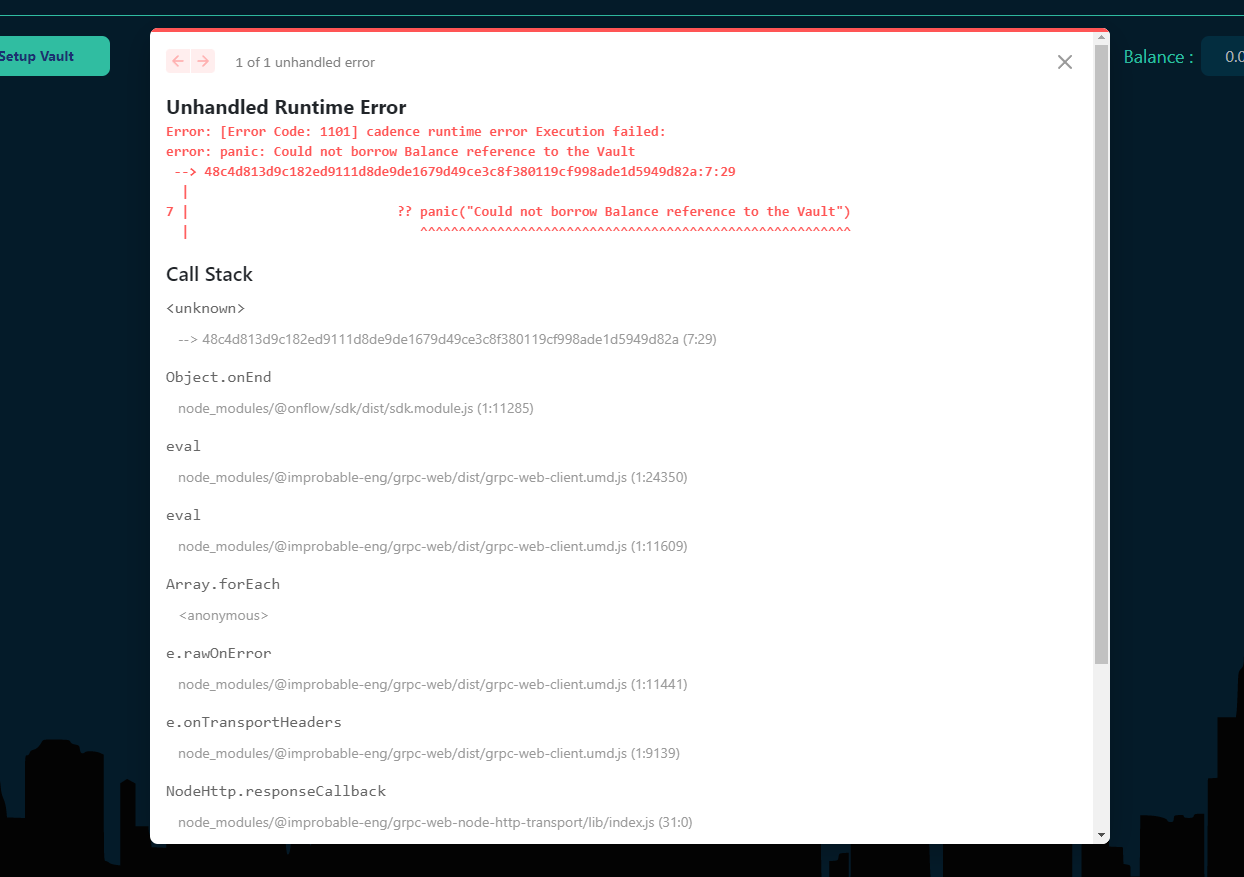 Setup Vault
1 of 1 unhandled error
Balance :
0.0
Unhandled Runtime Error
Error: [Error Code: 1101] cadence runtime error Execution failed:
error: panic: Could not borrow Balance reference to the Vault
--> 48c4d813d9c182ed9111d8de9de1679d49ce3c8f380119cf998ade1d5949d82a:7:29
|
7 | ?? panic("Could not borrow Balance reference to the Vault")
| ^^^^^^^^^^^^^^^^^^^^^^^^^^^^^^^^^^^^^^^^^^^^^^^^^^^^^^^^
Call Stack
<unknown>
--> 48c4d813d9c182ed9111d8de9de1679d49ce3c8f380119cf998ade1d5949d82a (7:29)
Object.onEnd
node_modules/@onflow/sdk/dist/sdk.module.js (1:11285)
eval
node_modules/@improbable-eng/grpc-web/dist/grpc-web-client.umd.js (1:24350)
eval
node_modules/@improbable-eng/grpc-web/dist/grpc-web-client.umd.js (1:11609)
Array.forEach
<anonymous>
e.rawOnError
node_modules/@improbable-eng/grpc-web/dist/grpc-web-client.umd.js (1:11441)
e.onTransportHeaders
node_modules/@improbable-eng/grpc-web/dist/grpc-web-client.umd.js (1:9139)
NodeHttp.responseCallback
node_modules/@improbable-eng/grpc-web-node-http-transport/lib/index.js (31:0)